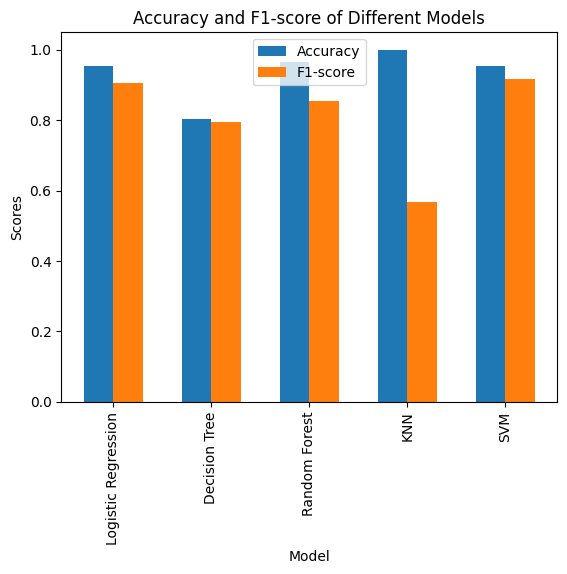 Accuracy and F1-score of Different Models
Accuracy
F1-score
Scores
1.0
0.8
0.6
0.4
0.2
0.0
Logistic Regression
Decision Tree
Random Forest
KNN
SVM
Model